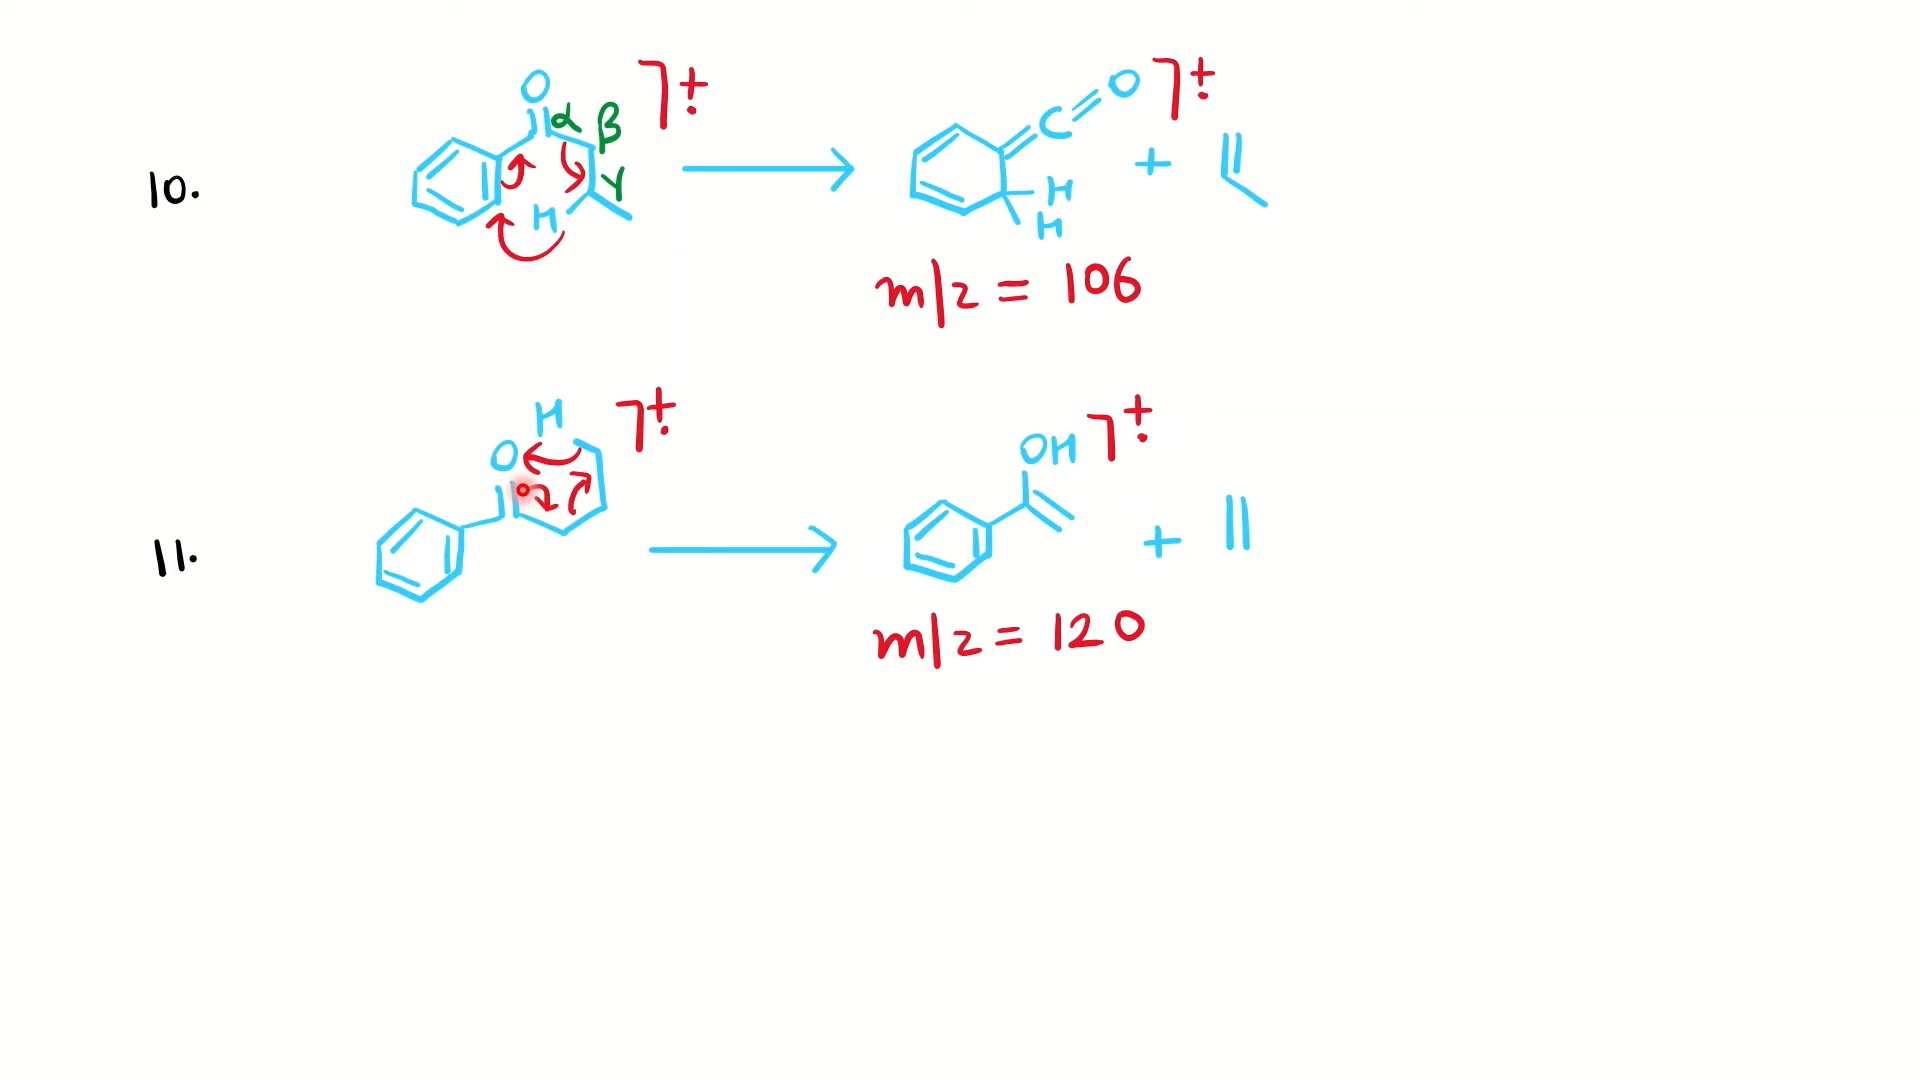 10.
O α β γ H ⁊+̣
C O H H ⁊+̣ +
m/z = 106
11.
O H ⁊+̣
OH ⁊+̣ +
m/z = 120